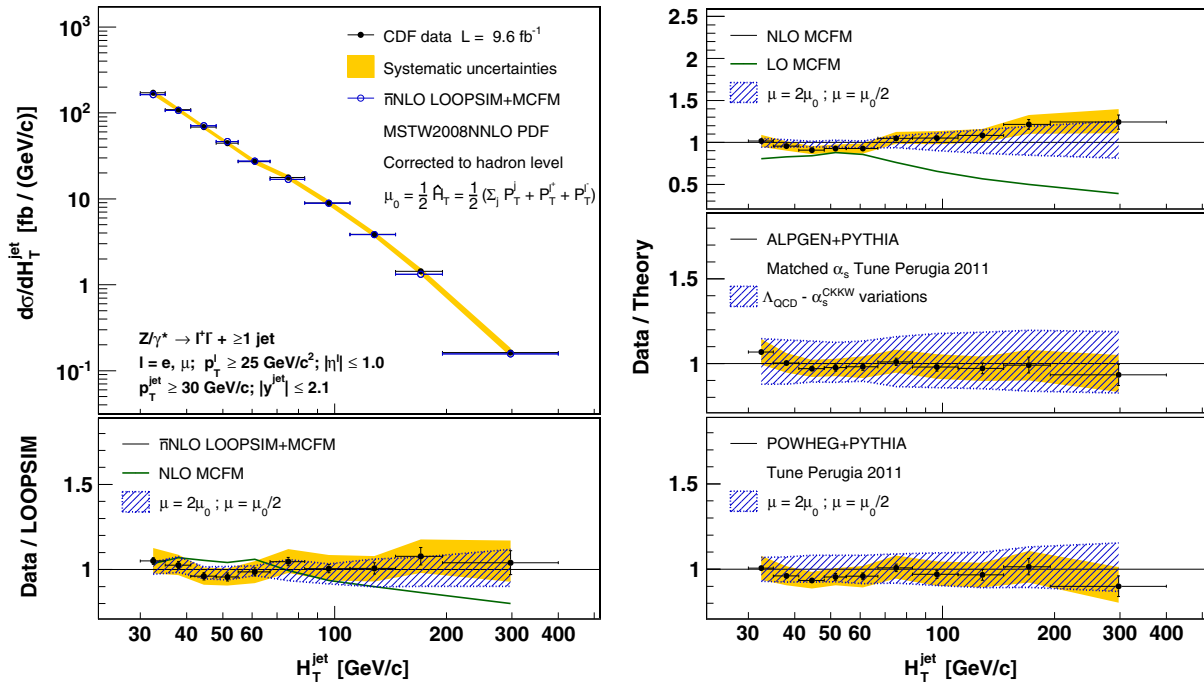 dσ/dH_T^jet [fb / (GeV/c)]
10³
10²
10
1
10⁻¹
CDF data L = 9.6 fb⁻¹
Systematic uncertainties
n̄NLO LOOPSIM+MCFM
MSTW2008NNLO PDF
Corrected to hadron level
μ₀ = 1/2 Ĥ_T = 1/2 (Σ_j P_T^j + P_T^l⁺ + P_T^l⁻)
Z/γ* → l⁺l⁻ + ≥1 jet
l = e, μ; p_T^l ≥ 25 GeV/c²; |η^l| ≤ 1.0
p_T^jet ≥ 30 GeV/c; |y^jet| ≤ 2.1
Data / LOOPSIM
1.5
1
n̄NLO LOOPSIM+MCFM
NLO MCFM
μ = 2μ₀ ; μ = μ₀/2
30 40 50 60 100 200 300 400
H_T^jet [GeV/c]
Data / Theory
2.5
2
1.5
1
0.5
NLO MCFM
LO MCFM
μ = 2μ₀ ; μ = μ₀/2
1.5
1
ALPGEN+PYTHIA
Matched α_s Tune Perugia 2011
Λ_QCD - α_s^CKKW variations
1.5
1
POWHEG+PYTHIA
Tune Perugia 2011
μ = 2μ₀ ; μ = μ₀/2
30 40 50 60 100 200 300 400
H_T^jet [GeV/c]